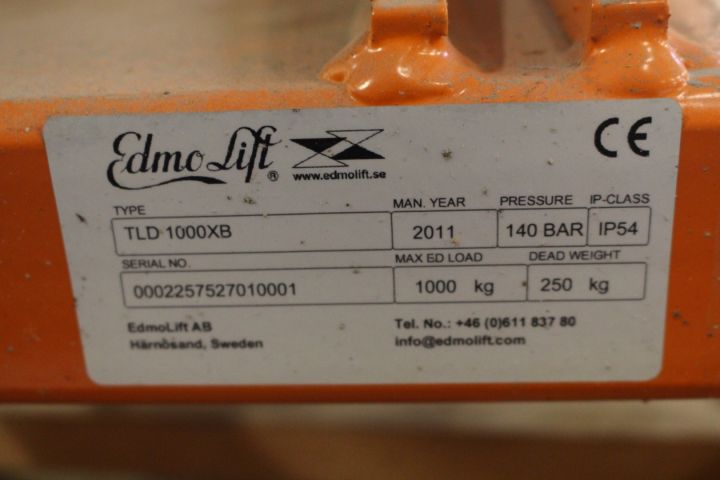 Edmo Lift ®
www.edmolift.se
CE
TYPE MAN. YEAR PRESSURE IP-CLASS
TLD 1000XB 2011 140 BAR IP54
SERIAL NO. MAX ED LOAD DEAD WEIGHT
0002257527010001 1000 kg 250 kg
EdmoLift AB Tel. No.: +46 (0)611 837 80
Härnösand, Sweden info@edmolift.com